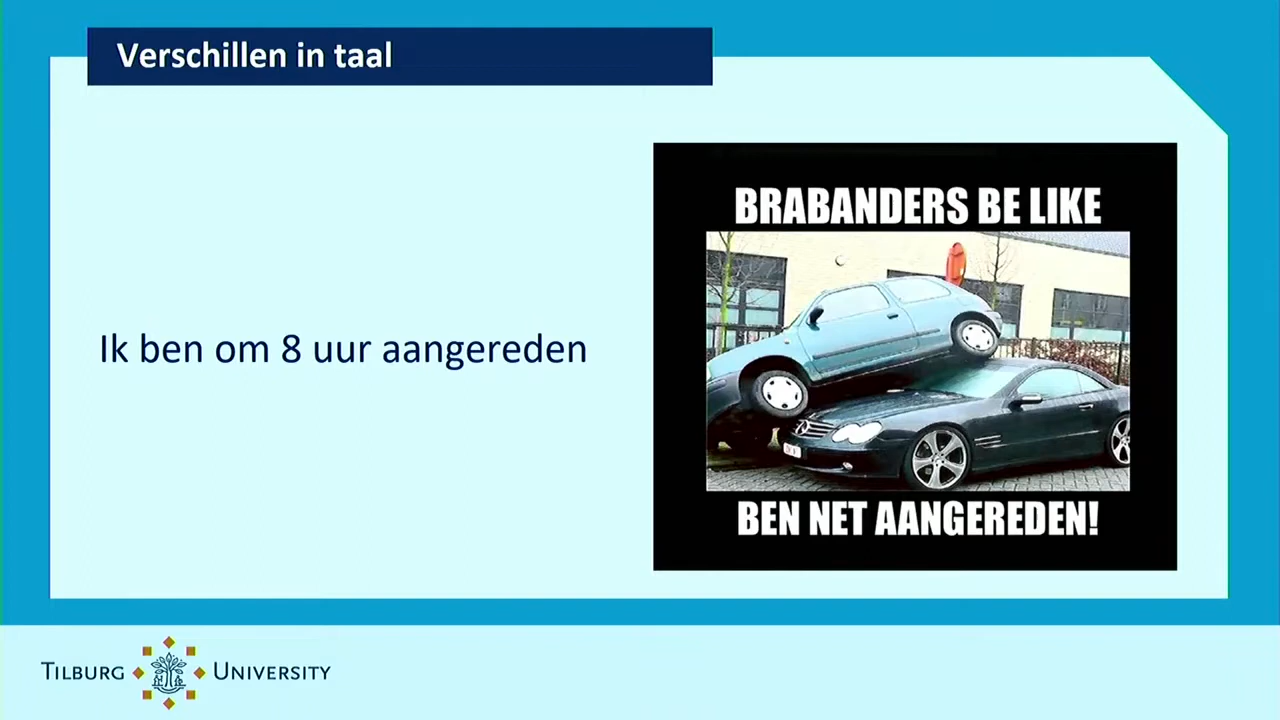 Verschillen in taal
Ik ben om 8 uur aangereden
BRABANDERS BE LIKE
BEN NET AANGEREDEN!
TILBURG UNIVERSITY